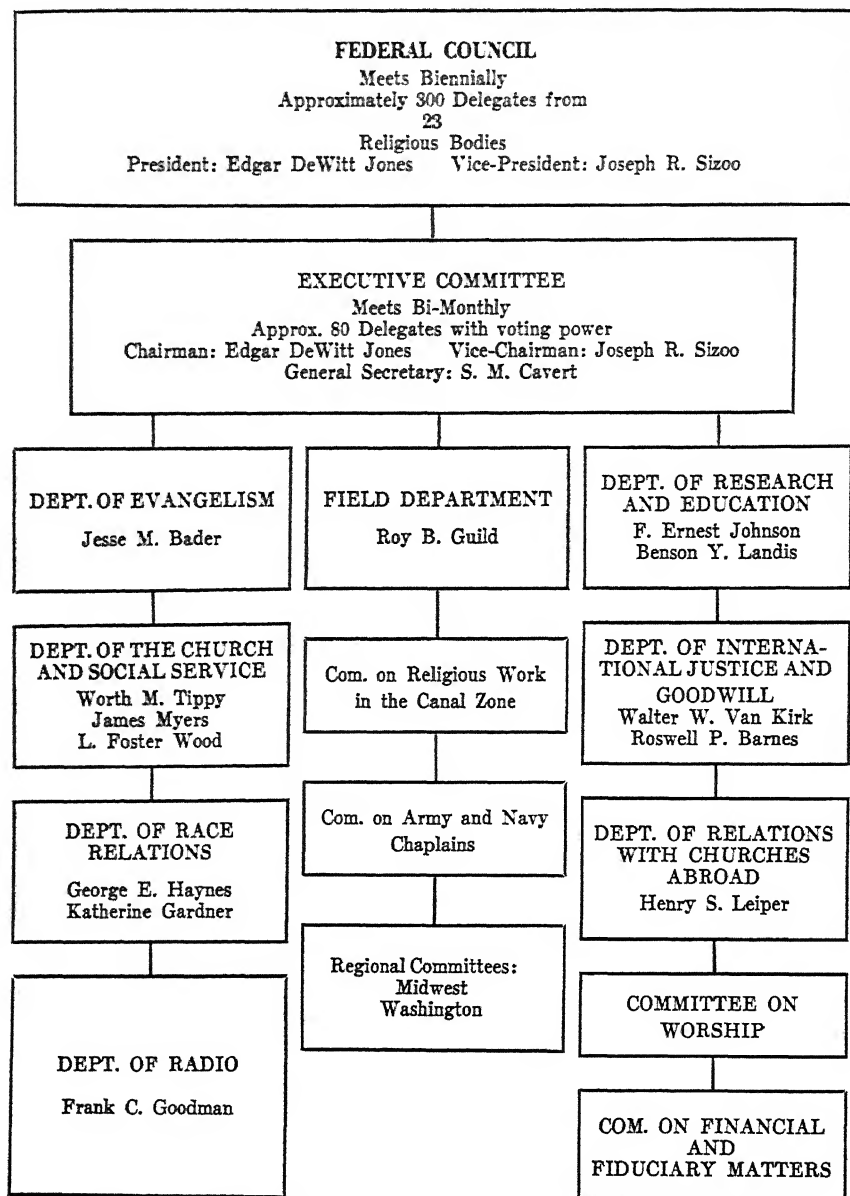 FEDERAL COUNCIL
Meets Biennially
Approximately 300 Delegates from
23
Religious Bodies
President: Edgar DeWitt Jones Vice-President: Joseph R. Sizoo
EXECUTIVE COMMITTEE
Meets Bi-Monthly
Approx. 80 Delegates with voting power
Chairman: Edgar DeWitt Jones Vice-Chairman: Joseph R. Sizoo
General Secretary: S. M. Cavert
DEPT. OF EVANGELISM
Jesse M. Bader
DEPT. OF THE CHURCH
AND SOCIAL SERVICE
Worth M. Tippy
James Myers
L. Foster Wood
DEPT. OF RACE
RELATIONS
George E. Haynes
Katherine Gardner
DEPT. OF RADIO
Frank C. Goodman
FIELD DEPARTMENT
Roy B. Guild
Com. on Religious Work
in the Canal Zone
Com. on Army and Navy
Chaplains
Regional Committees:
Midwest
Washington
DEPT. OF RESEARCH
AND EDUCATION
F. Ernest Johnson
Benson Y. Landis
DEPT. OF INTERNA-
TIONAL JUSTICE AND
GOODWILL
Walter W. Van Kirk
Roswell P. Barnes
DEPT. OF RELATIONS
WITH CHURCHES
ABROAD
Henry S. Leiper
COMMITTEE ON
WORSHIP
COM. ON FINANCIAL
AND
FIDUCIARY MATTERS